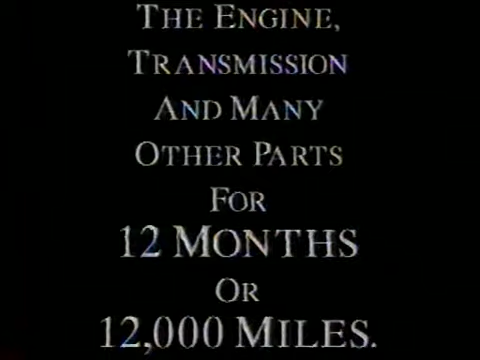 THE ENGINE,
TRANSMISSION
AND MANY
OTHER PARTS
FOR
12 MONTHS
OR
12,000 MILES.